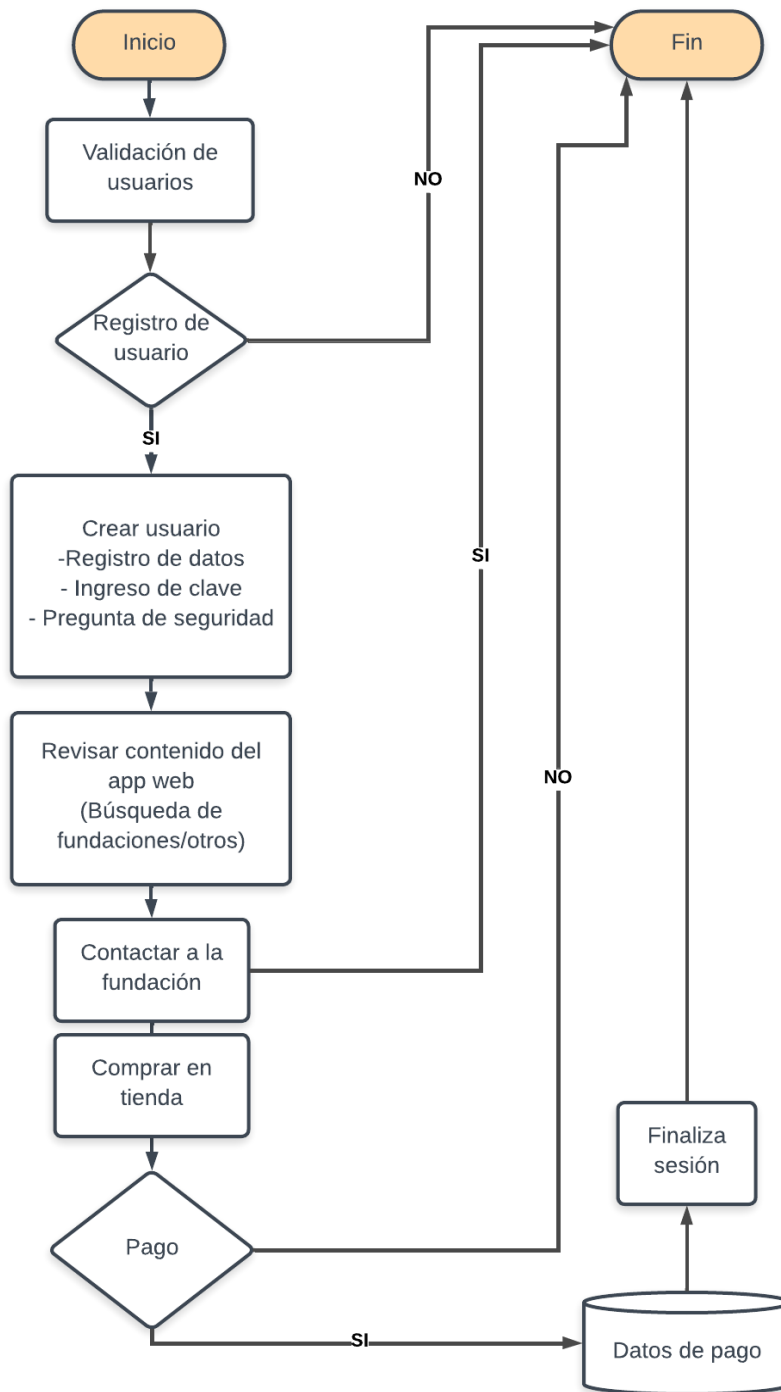 Inicio
Fin
Validación de
usuarios
NO
Registro de
usuario
SI
Crear usuario
-Registro de datos
- Ingreso de clave
- Pregunta de seguridad
SI
Revisar contenido del
app web
(Búsqueda de
fundaciones/otros)
NO
Contactar a la
fundación
Comprar en
tienda
Finaliza
sesión
Pago
SI
Datos de pago